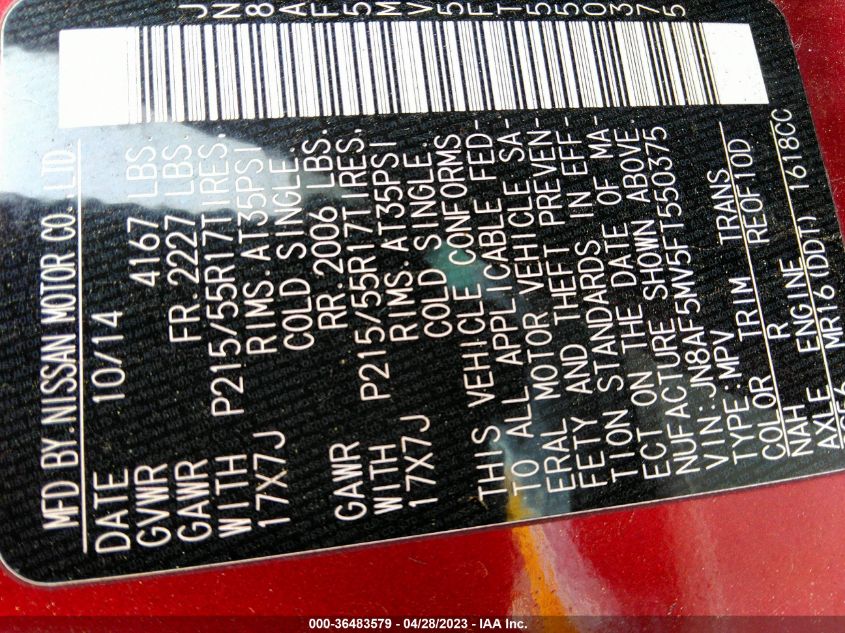 JN8AF5MV5FT550375
MFD BY.NISSAN MOTOR CO.,LTD.
DATE 10/14
GVWR 4167 LBS.
GAWR FR.2227 LBS.
WITH P215/55R17TIRES,
17X7J RIMS.AT35PSI
COLD SINGLE.
GAWR RR.2006 LBS.
WITH P215/55R17TIRES,
17X7J RIMS.AT35PSI
COLD SINGLE.
THIS VEHICLE CONFORMS
TO ALL APPLICABLE FED-
ERAL MOTOR VEHICLE SA-
FETY AND THEFT PREVEN-
TION STANDARDS IN EFF-
ECT ON THE DATE OF MA-
NUFACTURE SHOWN ABOVE.
VIN:JN8AF5MV5FT550375
TYPE:MPV
COLOR TRIM TRANS
NAH R RE0F10D
AXLE ENGINE
MR16(DDT) 1618CC
000-36483579 - 04/28/2023 - IAA Inc.